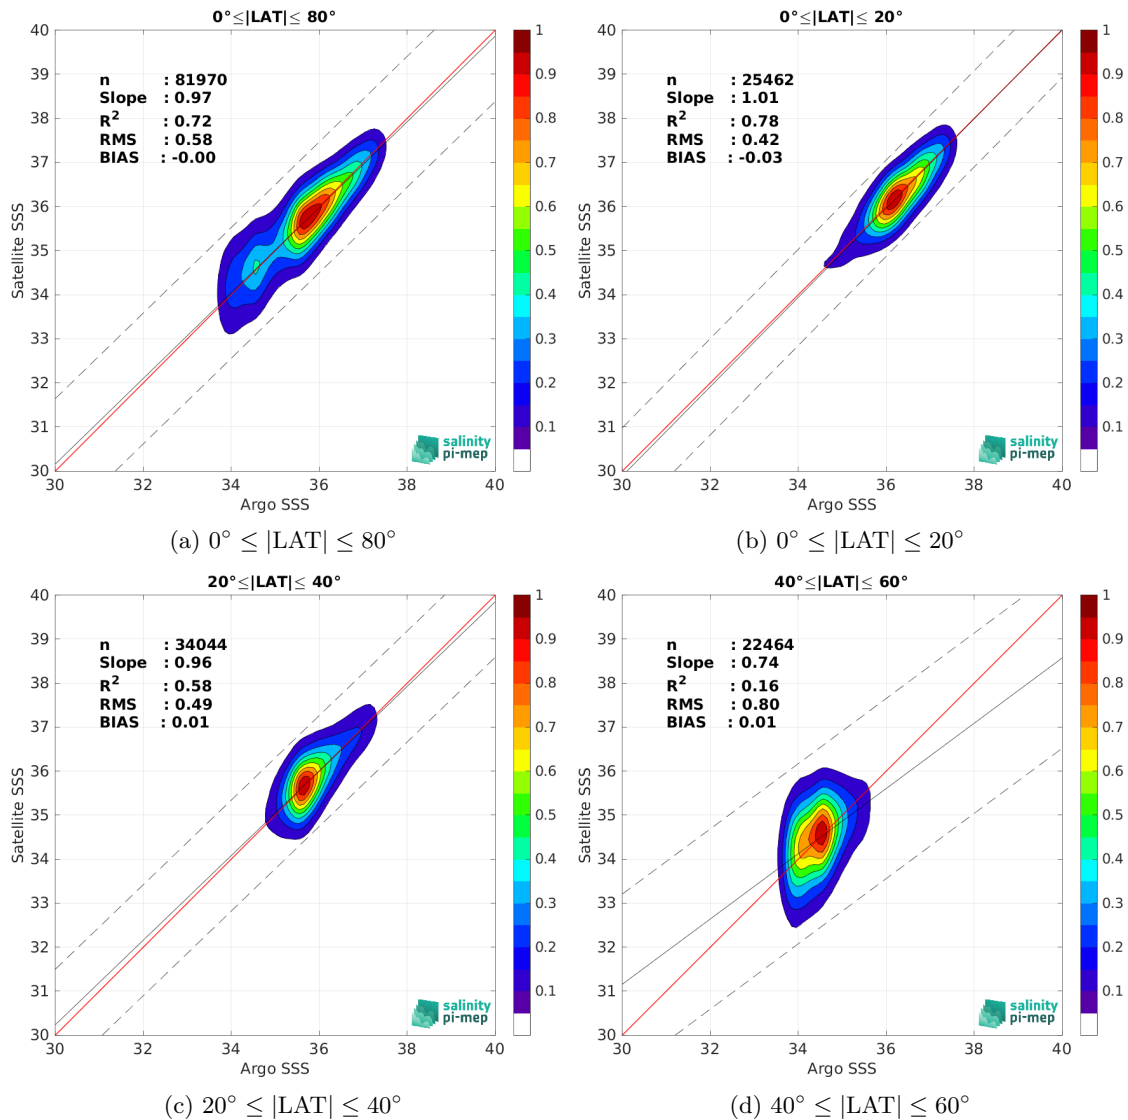 0°≤|LAT|≤ 80°
n : 81970
Slope : 0.97
R² : 0.72
RMS : 0.58
BIAS : -0.00
Satellite SSS
40
39
38
37
36
35
34
33
32
31
30
30 32 34 36 38 40
Argo SSS
1
0.9
0.8
0.7
0.6
0.5
0.4
0.3
0.2
0.1
salinity
pi-mep
(a) 0° ≤ |LAT| ≤ 80°
0°≤|LAT|≤ 20°
n : 25462
Slope : 1.01
R² : 0.78
RMS : 0.42
BIAS : -0.03
Satellite SSS
40
39
38
37
36
35
34
33
32
31
30
30 32 34 36 38 40
Argo SSS
1
0.9
0.8
0.7
0.6
0.5
0.4
0.3
0.2
0.1
salinity
pi-mep
(b) 0° ≤ |LAT| ≤ 20°
20°≤|LAT|≤ 40°
n : 34044
Slope : 0.96
R² : 0.58
RMS : 0.49
BIAS : 0.01
Satellite SSS
40
39
38
37
36
35
34
33
32
31
30
30 32 34 36 38 40
Argo SSS
1
0.9
0.8
0.7
0.6
0.5
0.4
0.3
0.2
0.1
salinity
pi-mep
(c) 20° ≤ |LAT| ≤ 40°
40°≤|LAT|≤ 60°
n : 22464
Slope : 0.74
R² : 0.16
RMS : 0.80
BIAS : 0.01
Satellite SSS
40
39
38
37
36
35
34
33
32
31
30
30 32 34 36 38 40
Argo SSS
1
0.9
0.8
0.7
0.6
0.5
0.4
0.3
0.2
0.1
salinity
pi-mep
(d) 40° ≤ |LAT| ≤ 60°